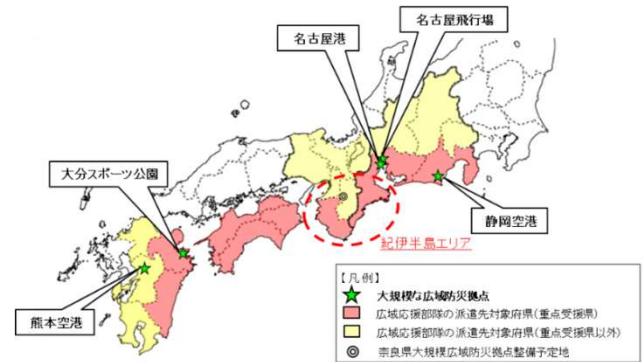 名古屋飛行場
名古屋港
大分スポーツ公園
静岡空港
紀伊半島エリア
熊本空港
【凡例】
大規模な広域防災拠点
広域応援部隊の派遣先対象府県(重点受援県)
広域応援部隊の派遣先対象府県(重点受援県以外)
奈良県大規模広域防災拠点整備予定地